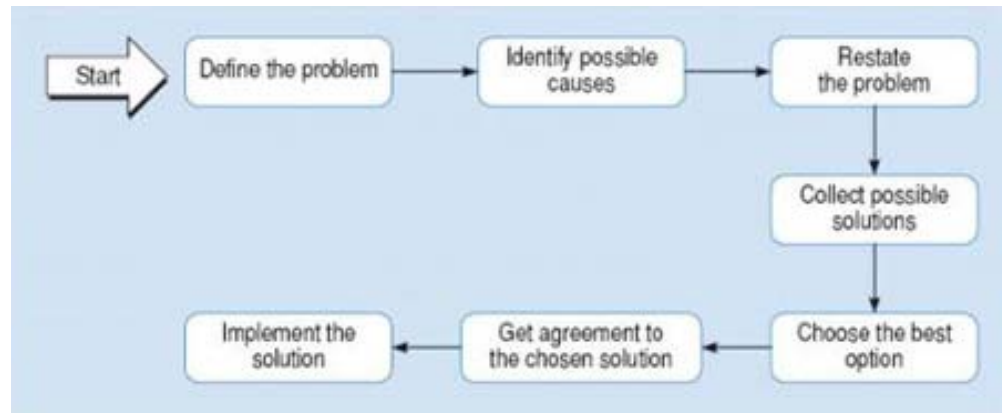 Start
Define the problem
Identify possible
causes
Restate
the problem
Collect possible
solutions
Choose the best
option
Get agreement to
the chosen solution
Implement the
solution